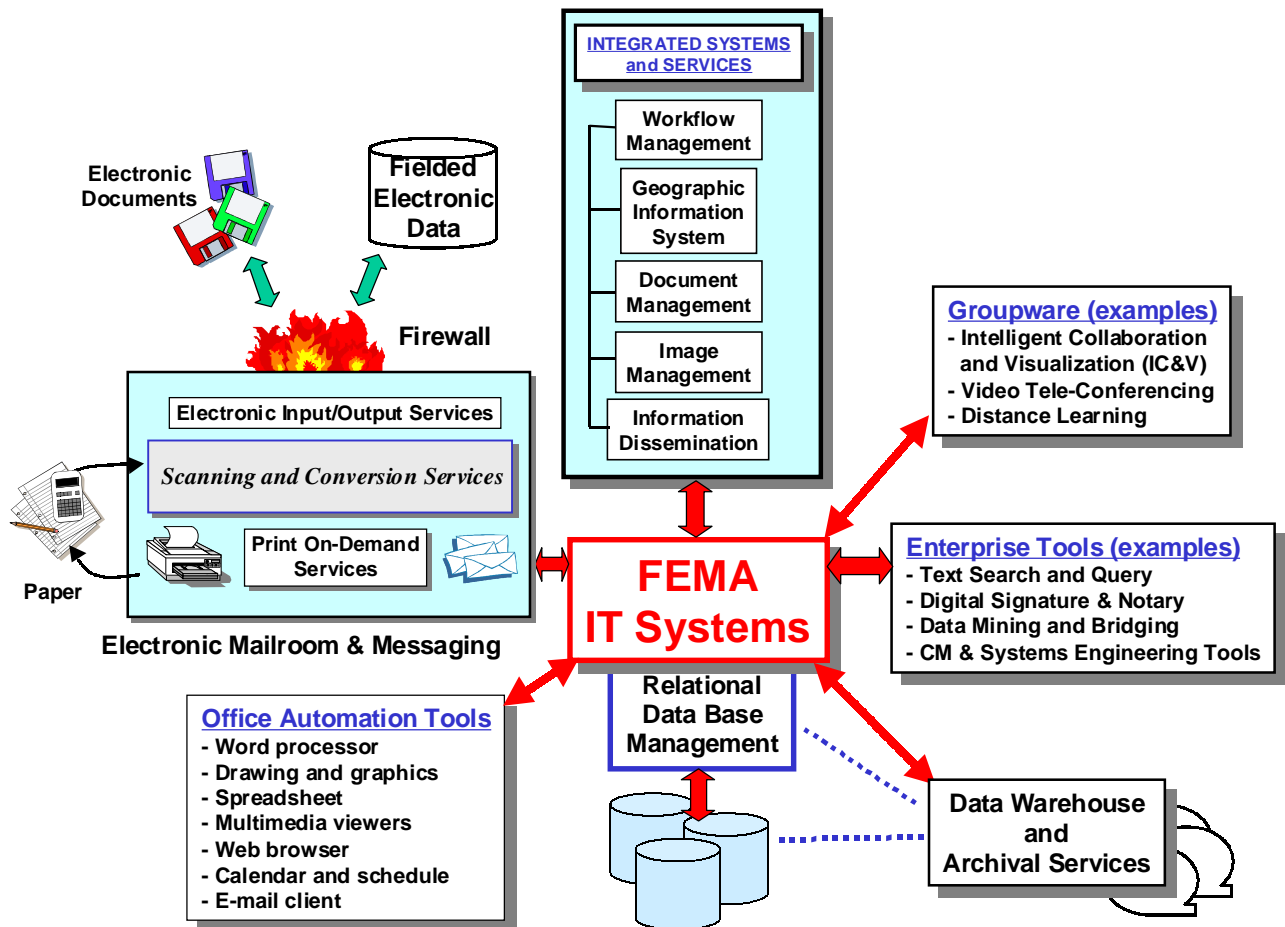 INTEGRATED SYSTEMS
and SERVICES
Workflow
Management
Geographic
Information
System
Document
Management
Image
Management
Information
Dissemination
Electronic
Documents
Fielded
Electronic
Data
Firewall
Electronic Input/Output Services
Scanning and Conversion Services
Print On-Demand
Services
Paper
Electronic Mailroom & Messaging
Groupware (examples)
- Intelligent Collaboration
and Visualization (IC&V)
- Video Tele-Conferencing
- Distance Learning
FEMA
IT Systems
Enterprise Tools (examples)
- Text Search and Query
- Digital Signature & Notary
- Data Mining and Bridging
- CM & Systems Engineering Tools
Relational
Data Base
Management
Office Automation Tools
- Word processor
- Drawing and graphics
- Spreadsheet
- Multimedia viewers
- Web browser
- Calendar and schedule
- E-mail client
Data Warehouse
and
Archival Services